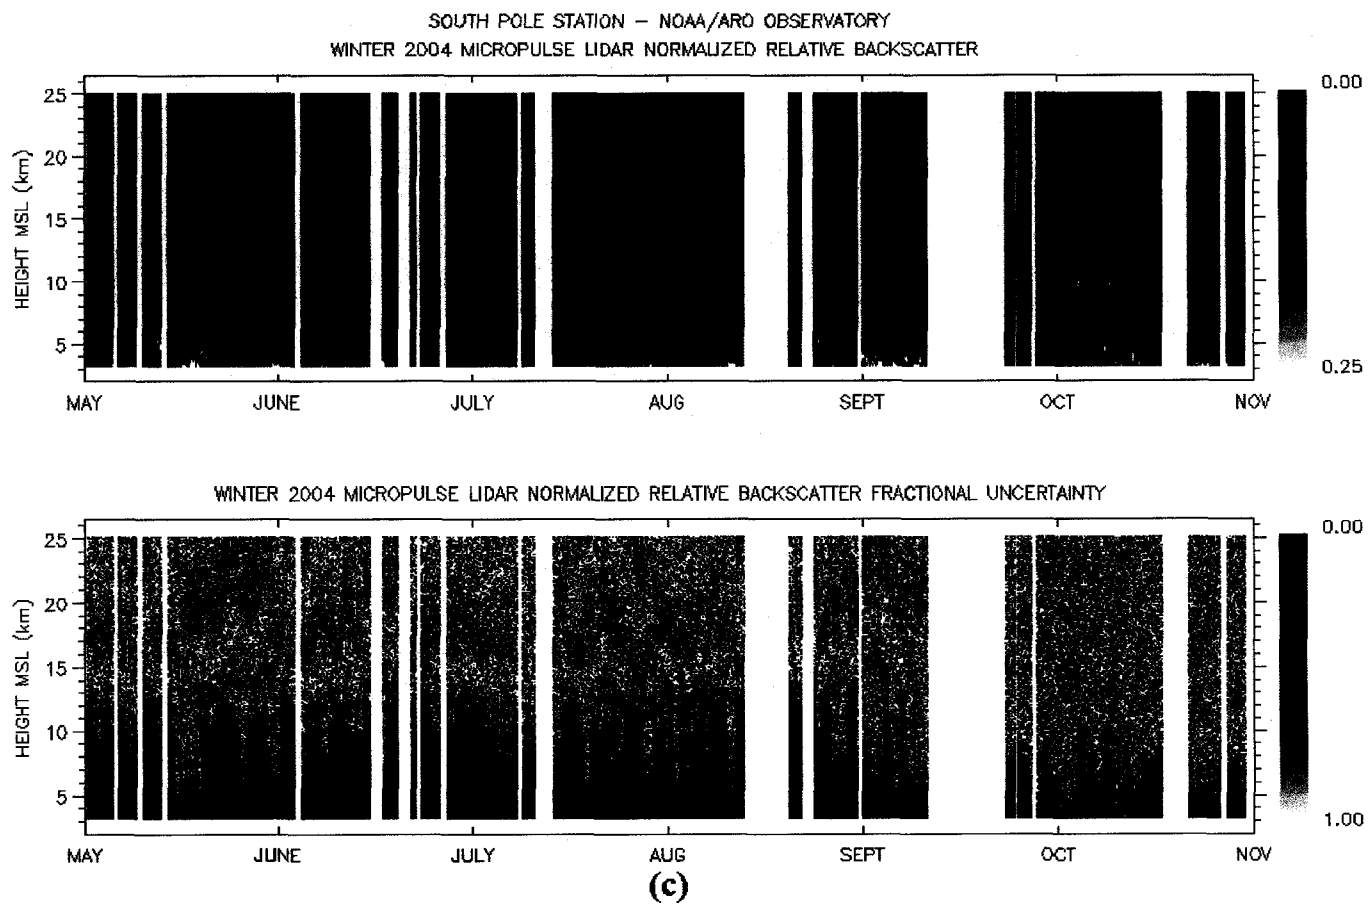 SOUTH POLE STATION – NOAA/ARO OBSERVATORY
WINTER 2004 MICROPULSE LIDAR NORMALIZED RELATIVE BACKSCATTER
HEIGHT MSL (km)
25
20
15
10
5
MAY JUNE JULY AUG SEPT OCT NOV
0.00
0.25
WINTER 2004 MICROPULSE LIDAR NORMALIZED RELATIVE BACKSCATTER FRACTIONAL UNCERTAINTY
HEIGHT MSL (km)
25
20
15
10
5
MAY JUNE JULY AUG SEPT OCT NOV
0.00
1.00
(c)